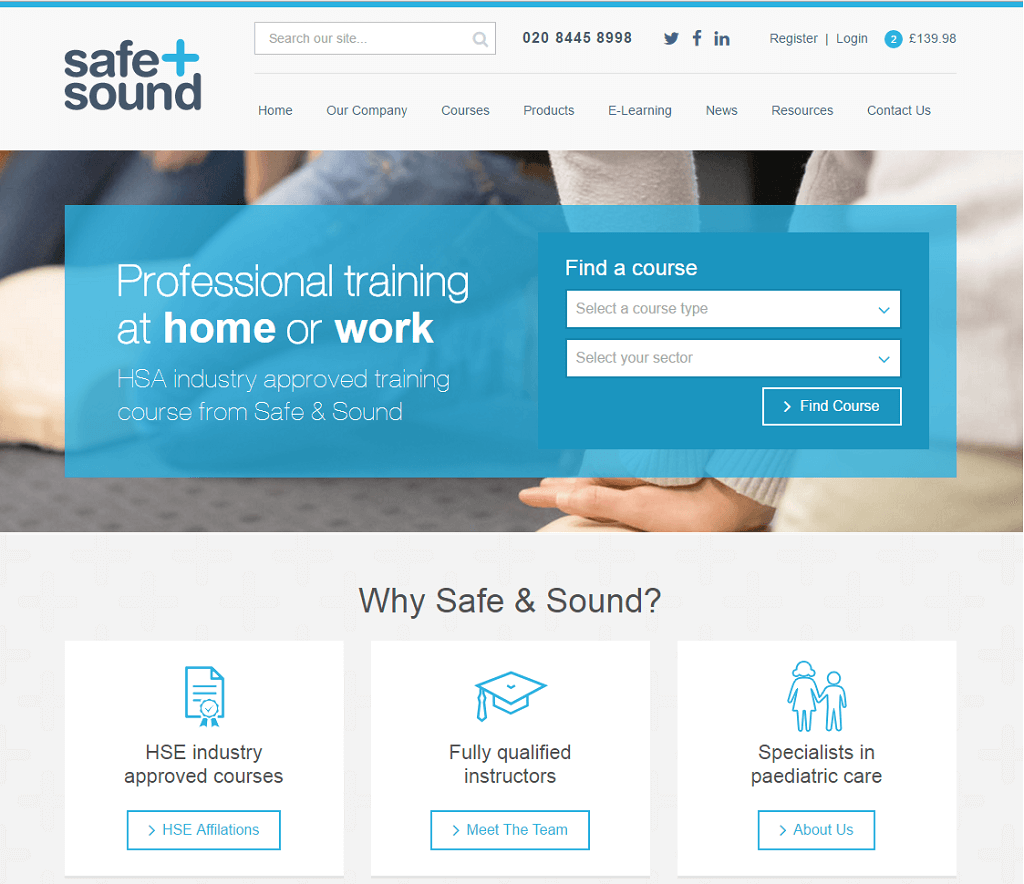 safe+
sound
Search our site...
020 8445 8998
Register | Login
2 £139.98
Home Our Company Courses Products E-Learning News Resources Contact Us
Professional training
at home or work
HSA industry approved training
course from Safe & Sound
Find a course
Select a course type
Select your sector
Find Course
Why Safe & Sound?
HSE industry
approved courses
HSE Affilations
Fully qualified
instructors
Meet The Team
Specialists in
paediatric care
About Us